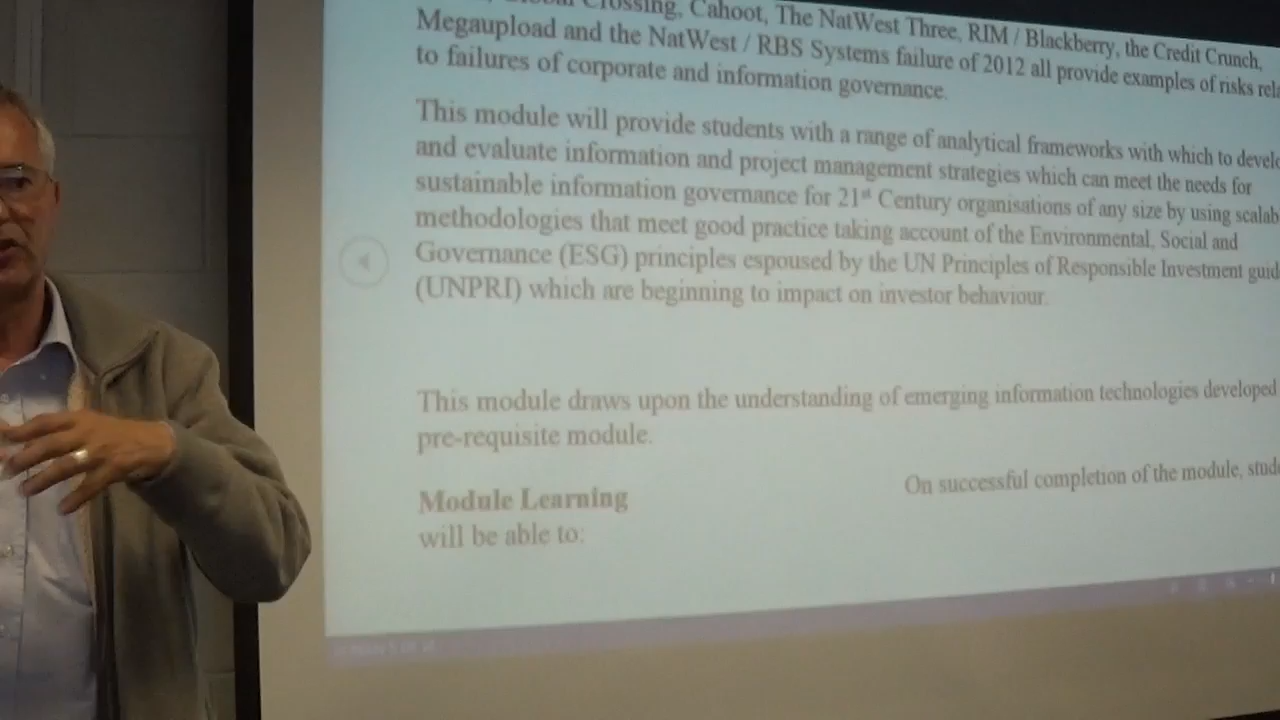 Crossing, Cahoot, The NatWest Three, RIM / Blackberry, the Credit Crunch,
Megaupload and the NatWest / RBS Systems failure of 2012 all provide examples of risks rela
to failures of corporate and information governance.
This module will provide students with a range of analytical frameworks with which to develo
and evaluate information and project management strategies which can meet the needs for
sustainable information governance for 21st Century organisations of any size by using scalab
methodologies that meet good practice taking account of the Environmental, Social and
Governance (ESG) principles espoused by the UN Principles of Responsible Investment guid
(UNPRI) which are beginning to impact on investor behaviour.
This module draws upon the understanding of emerging information technologies developed
pre-requisite module.
Module Learning On successful completion of the module, stude
will be able to: